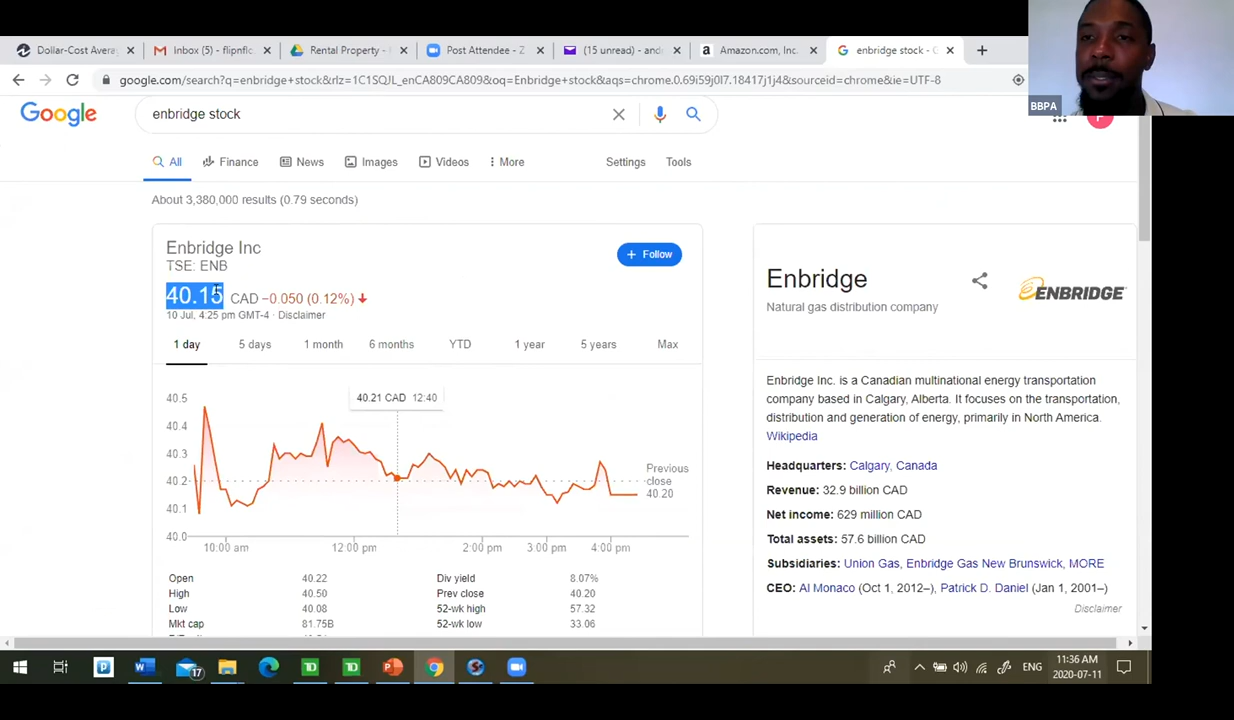 Dollar-Cost Avera
Inbox (5) - flipnflo
Rental Property -
Post Attendee - Z
(15 unread) - and
Amazon.com, Inc.
enbridge stock - G
google.com/search?q=enbridge+stock&rlz=1C1SQJL_enCA809CA809&oq=Enbridge+stock&aqs=chrome.0.69i59j0l7.18417j1j4&sourceid=chrome&ie=UTF-8
BBPA
Google
enbridge stock
All
Finance
News
Images
Videos
More
Settings
Tools
About 3,380,000 results (0.79 seconds)
Enbridge Inc
TSE: ENB
+ Follow
40.15 CAD −0.050 (0.12%)
10 Jul, 4:25 pm GMT-4 · Disclaimer
1 day
5 days
1 month
6 months
YTD
1 year
5 years
Max
40.21 CAD 12:40
40.5
40.4
40.3
40.2
40.1
40.0
Previous
close
40.20
10:00 am
12:00 pm
2:00 pm
3:00 pm
4:00 pm
Open 40.22
High 40.50
Low 40.08
Mkt cap 81.75B
Div yield 8.07%
Prev close 40.20
52-wk high 57.32
52-wk low 33.06
Enbridge
Natural gas distribution company
ENBRIDGE
Enbridge Inc. is a Canadian multinational energy transportation
company based in Calgary, Alberta. It focuses on the transportation,
distribution and generation of energy, primarily in North America.
Wikipedia
Headquarters: Calgary, Canada
Revenue: 32.9 billion CAD
Net income: 629 million CAD
Total assets: 57.6 billion CAD
Subsidiaries: Union Gas, Enbridge Gas New Brunswick, MORE
CEO: Al Monaco (Oct 1, 2012–), Patrick D. Daniel (Jan 1, 2001–)
Disclaimer
17
ENG
11:36 AM
2020-07-11